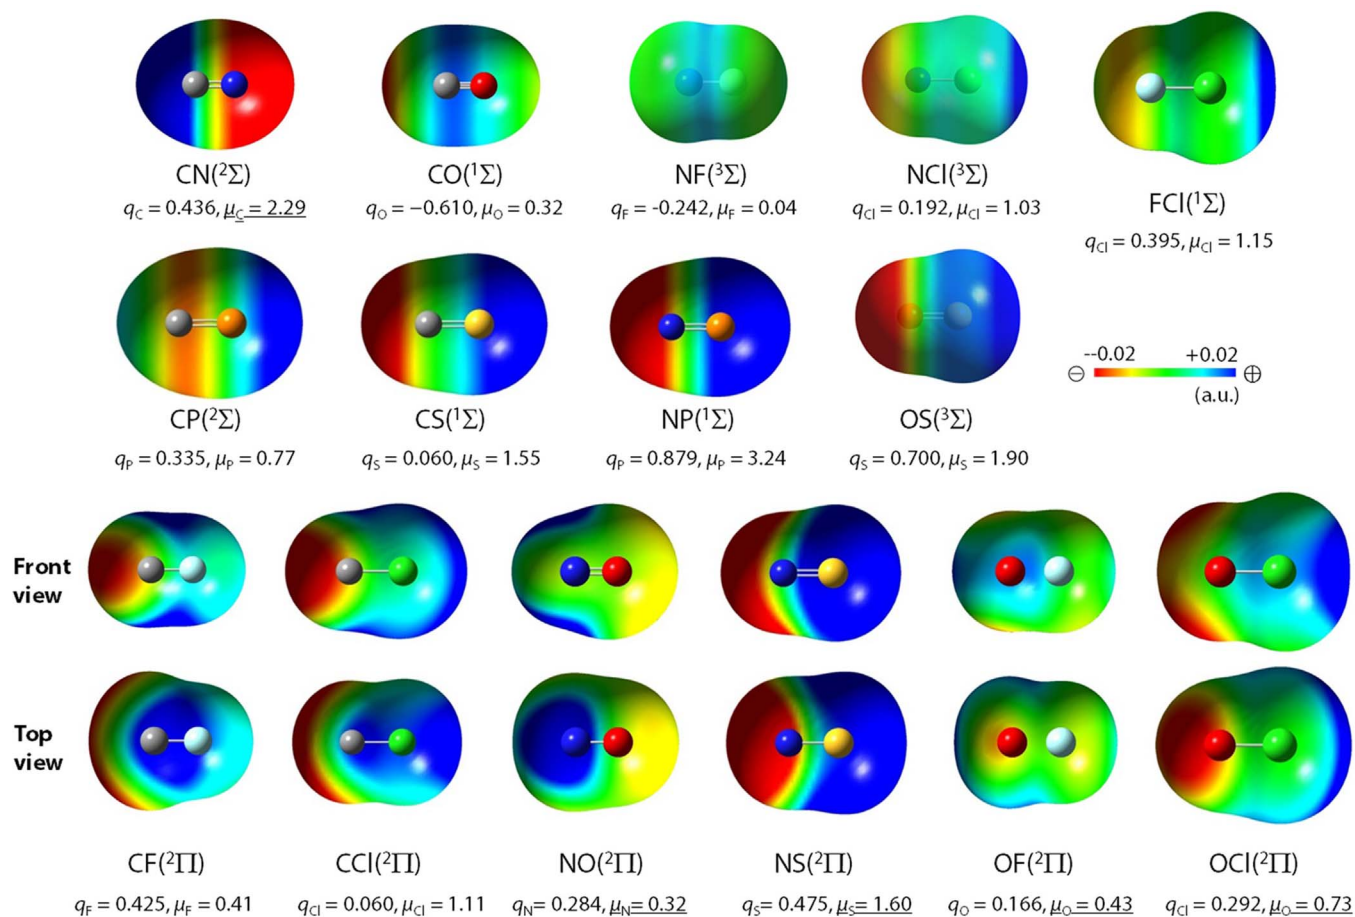 CN(²Σ) CO(¹Σ) NF(³Σ) NCl(³Σ)
q_C = 0.436, μ_C = 2.29 q_O = −0.610, μ_O = 0.32 q_F = -0.242, μ_F = 0.04 q_Cl = 0.192, μ_Cl = 1.03
FCl(¹Σ)
q_Cl = 0.395, μ_Cl = 1.15
--0.02 +0.02
⊖ ⊕
(a.u.)
CP(²Σ) CS(¹Σ) NP(¹Σ) OS(³Σ)
q_P = 0.335, μ_P = 0.77 q_S = 0.060, μ_S = 1.55 q_P = 0.879, μ_P = 3.24 q_S = 0.700, μ_S = 1.90
Front
view
Top
view
CF(²Π) CCl(²Π) NO(²Π) NS(²Π) OF(²Π) OCl(²Π)
q_F = 0.425, μ_F = 0.41 q_Cl = 0.060, μ_Cl = 1.11 q_N= 0.284, μ_N= 0.32 q_S= 0.475, μ_S= 1.60 q_O = 0.166, μ_O = 0.43 q_Cl = 0.292, μ_O = 0.73